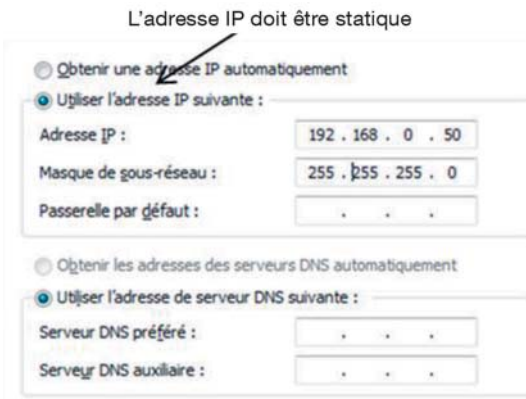 L'adresse IP doit être statique
Obtenir une adresse IP automatiquement
Utiliser l'adresse IP suivante :
Adresse IP : 192 . 168 . 0 . 50
Masque de sous-réseau : 255 . 255 . 255 . 0
Passerelle par défaut : . . .
Obtenir les adresses des serveurs DNS automatiquement
Utiliser l'adresse de serveur DNS suivante :
Serveur DNS préféré : . . .
Serveur DNS auxiliaire : . . .